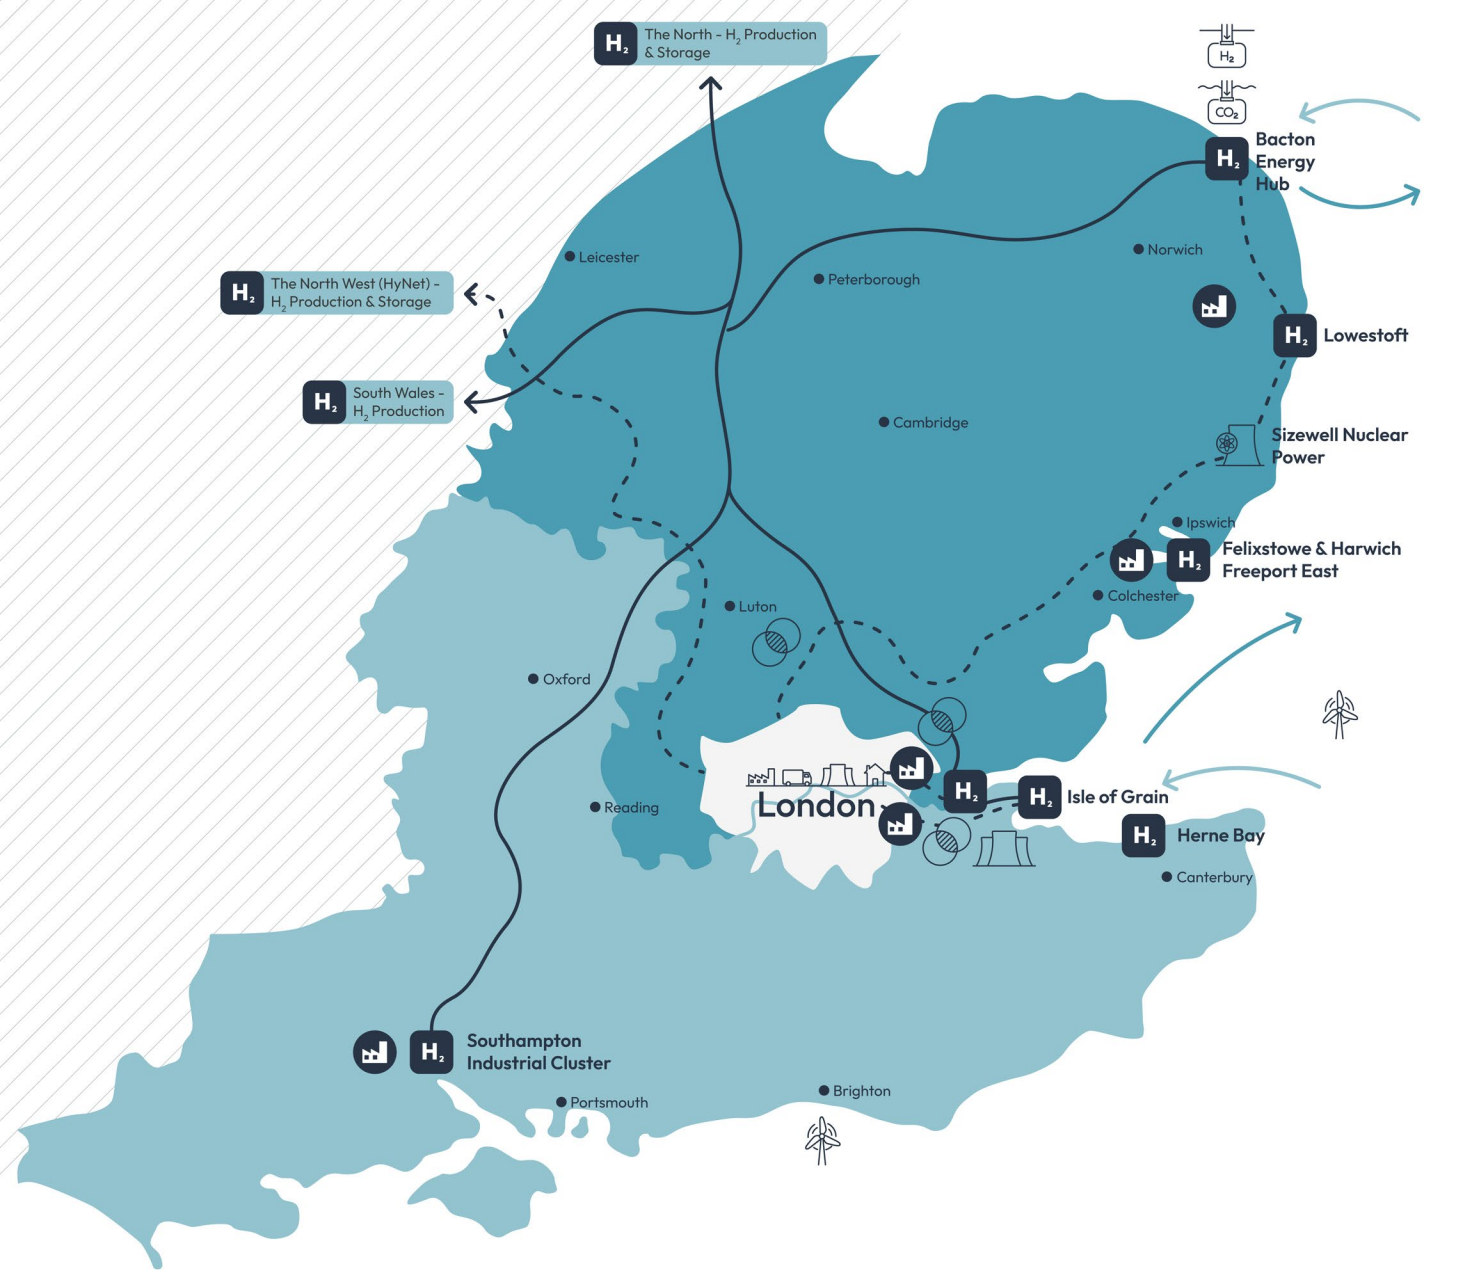 H₂
The North - H₂ Production
& Storage
H₂
CO₂
H₂
Bacton
Energy
Hub
Norwich
Leicester
Peterborough
H₂
The North West (HyNet) -
H₂ Production & Storage
H₂
Lowestoft
H₂
South Wales -
H₂ Production
Cambridge
Sizewell Nuclear
Power
Ipswich
H₂
Felixstowe & Harwich
Freeport East
Colchester
Luton
Oxford
London
Reading
H₂
H₂
Isle of Grain
H₂
Herne Bay
Canterbury
H₂
Southampton
Industrial Cluster
Portsmouth
Brighton